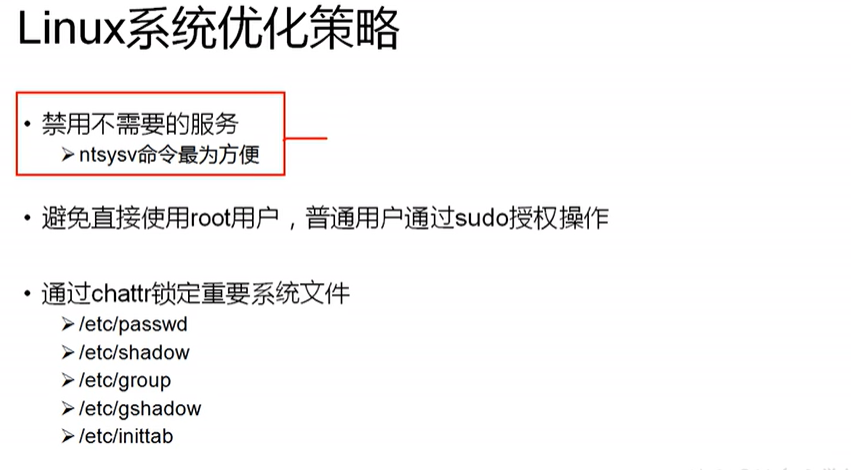 Linux系统优化策略
• 禁用不需要的服务
➢ntsysv命令最为方便
• 避免直接使用root用户，普通用户通过sudo授权操作
• 通过chattr锁定重要系统文件
➢/etc/passwd
➢/etc/shadow
➢/etc/group
➢/etc/gshadow
➢/etc/inittab